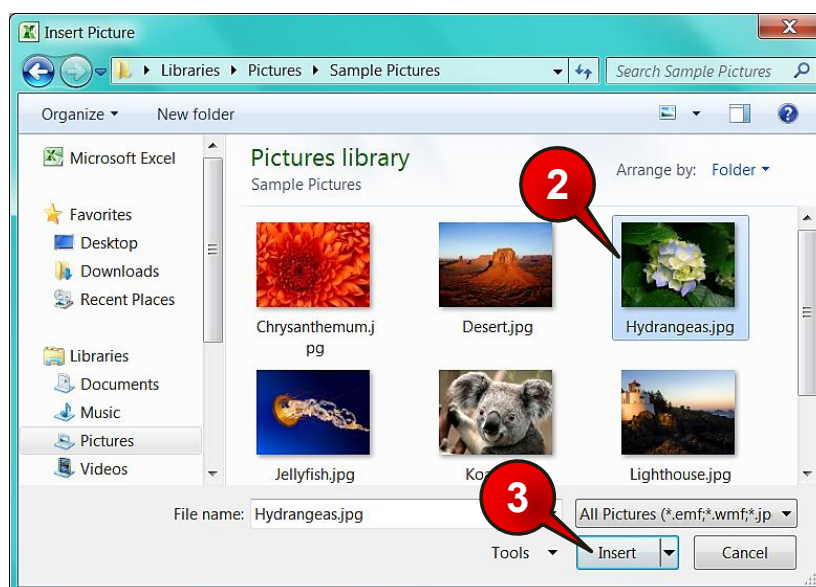 Insert Picture
Libraries Pictures Sample Pictures
Search Sample Pictures
Organize New folder
Microsoft Excel
Favorites
Desktop
Downloads
Recent Places
Libraries
Documents
Music
Pictures
Videos
Pictures library
Sample Pictures
Arrange by: Folder
2
Chrysanthemum.j
pg
Desert.jpg
Hydrangeas.jpg
Jellyfish.jpg
Lighthouse.jpg
3
File name: Hydrangeas.jpg
All Pictures (*.emf;*.wmf;*.jp
Tools Insert Cancel